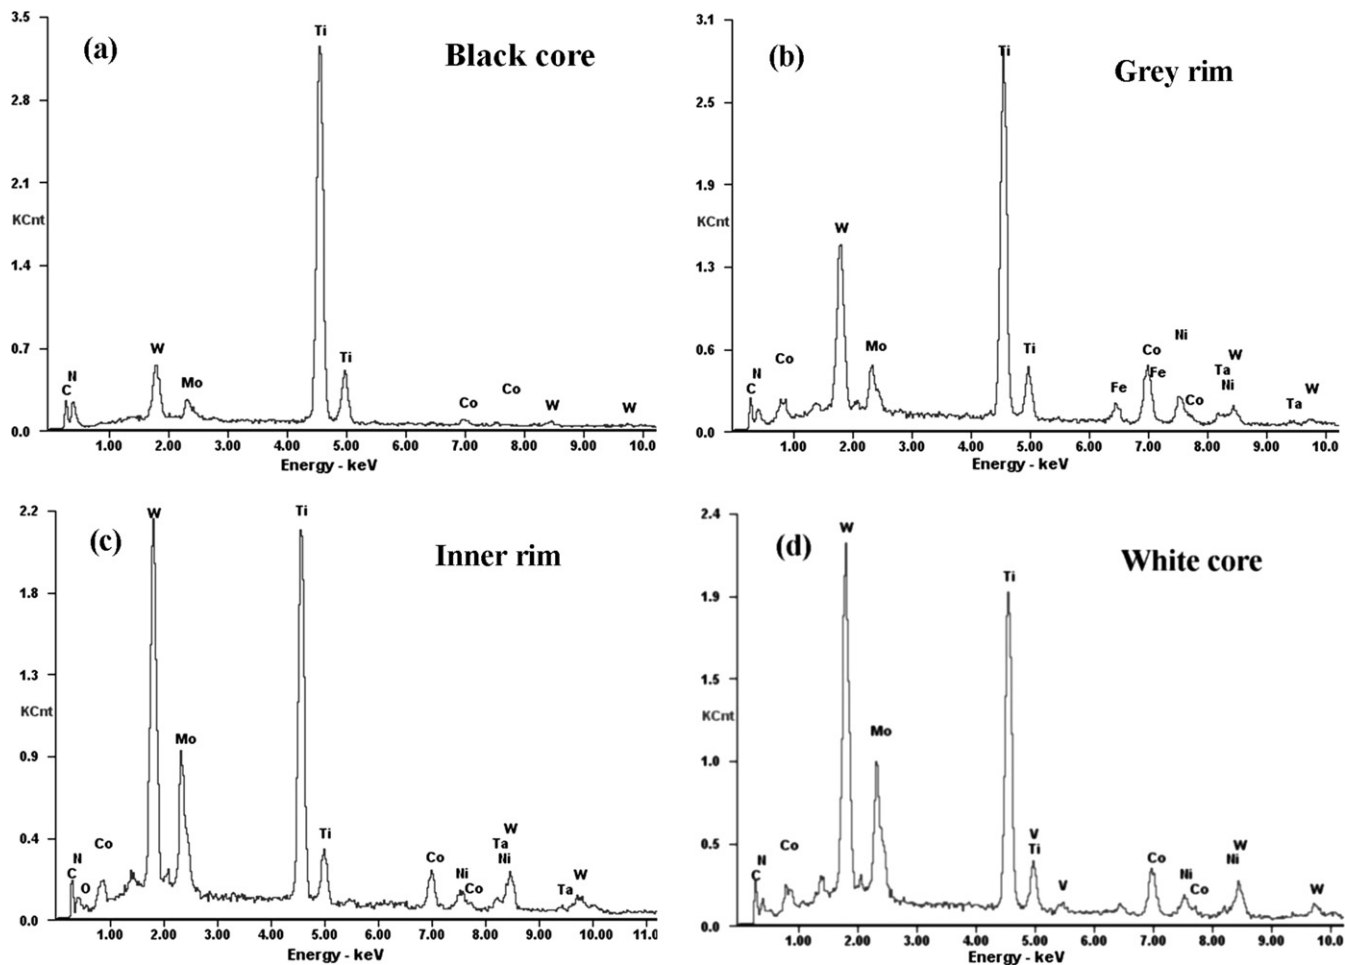 (a)
Black core
3.5
2.8
2.1
KCnt
1.4
0.7
0.0
Ti
W
Mo
N
C
Ti
Co
Co
W
W
1.00 2.00 3.00 4.00 5.00 6.00 7.00 8.00 9.00 10.0
Energy - keV
(b)
Grey rim
3.1
2.5
1.9
KCnt
1.3
0.6
0.0
Ti
W
Co
N
C
Mo
Ti
Fe
Co
Fe
Ni
Co
Ta
W
Ni
Ta
W
1.00 2.00 3.00 4.00 5.00 6.00 7.00 8.00 9.00 10.0
Energy - keV
(c)
Inner rim
2.2
1.8
1.3
KCnt
0.9
0.4
0.0
W
Ti
Mo
Co
N
C
O
Ti
Co
Ni
Co
W
Ta
Ni
Ta
W
1.00 2.00 3.00 4.00 5.00 6.00 7.00 8.00 9.00 10.00 11.0
Energy - keV
(d)
White core
2.4
1.9
1.5
KCnt
1.0
0.5
0.0
W
Ti
Mo
Co
N
C
V
Ti
V
Co
Ni
Co
W
Ni
W
1.00 2.00 3.00 4.00 5.00 6.00 7.00 8.00 9.00 10.0
Energy - keV